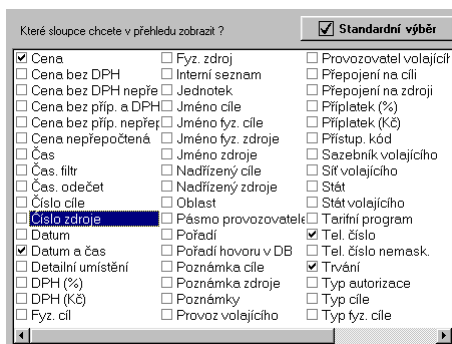 Které sloupce chcete v přehledu zobrazit ?
Standardní výběr
Cena
Cena bez DPH
Cena bez DPH nepře
Cena bez příp. a DPH
Cena bez příp. nepřep
Cena nepřepočtená
Čas
Čas. filtr
Čas. odečet
Číslo cíle
Číslo zdroje
Datum
Datum a čas
Detailní umístění
DPH (%)
DPH (Kč)
Fyz. cíl
Fyz. zdroj
Interní seznam
Jednotek
Jméno cíle
Jméno fyz. cíle
Jméno fyz. zdroje
Jméno zdroje
Nadřízený cíle
Nadřízený zdroje
Oblast
Pásmo provozovatele
Pořadí
Pořadí hovoru v DB
Poznámka cíle
Poznámka zdroje
Poznámky
Provoz volajícího
Provozovatel volajícíh
Přepojení na cíli
Přepojení na zdroji
Příplatek (%)
Příplatek (Kč)
Přístup. kód
Sazebník volajícího
Síť volajícího
Stát
Stát volajícího
Tarifní program
Tel. číslo
Tel. číslo nemask.
Trvání
Typ autorizace
Typ cíle
Typ fyz. cíle